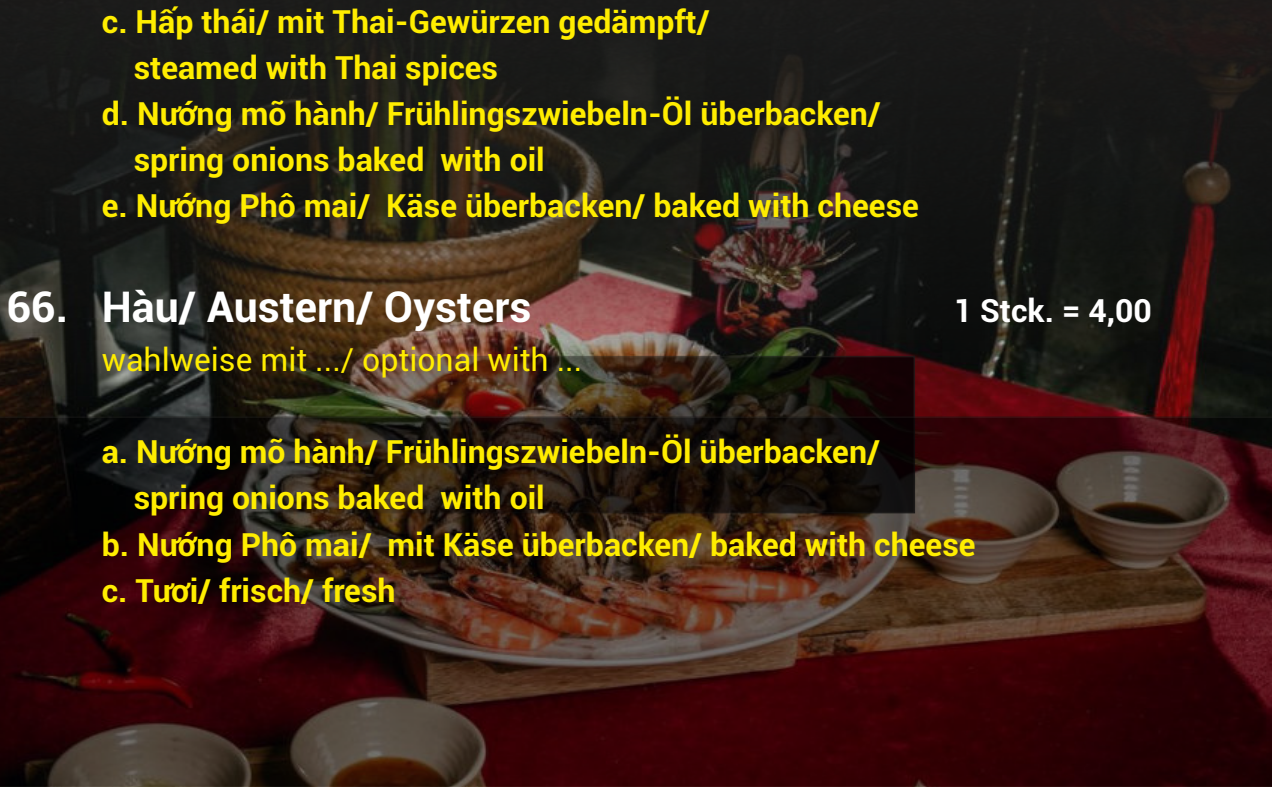 c. Hấp thái/ mit Thai-Gewürzen gedämpft/
steamed with Thai spices
d. Nướng mõ hành/ Frühlingszwiebeln-Öl überbacken/
spring onions baked with oil
e. Nướng Phô mai/ Käse überbacken/ baked with cheese
66. Hàu/ Austern/ Oysters 1 Stck. = 4,00
wahlweise mit .../ optional with ...
a. Nướng mõ hành/ Frühlingszwiebeln-Öl überbacken/
spring onions baked with oil
b. Nướng Phô mai/ mit Käse überbacken/ baked with cheese
c. Tươi/ frisch/ fresh